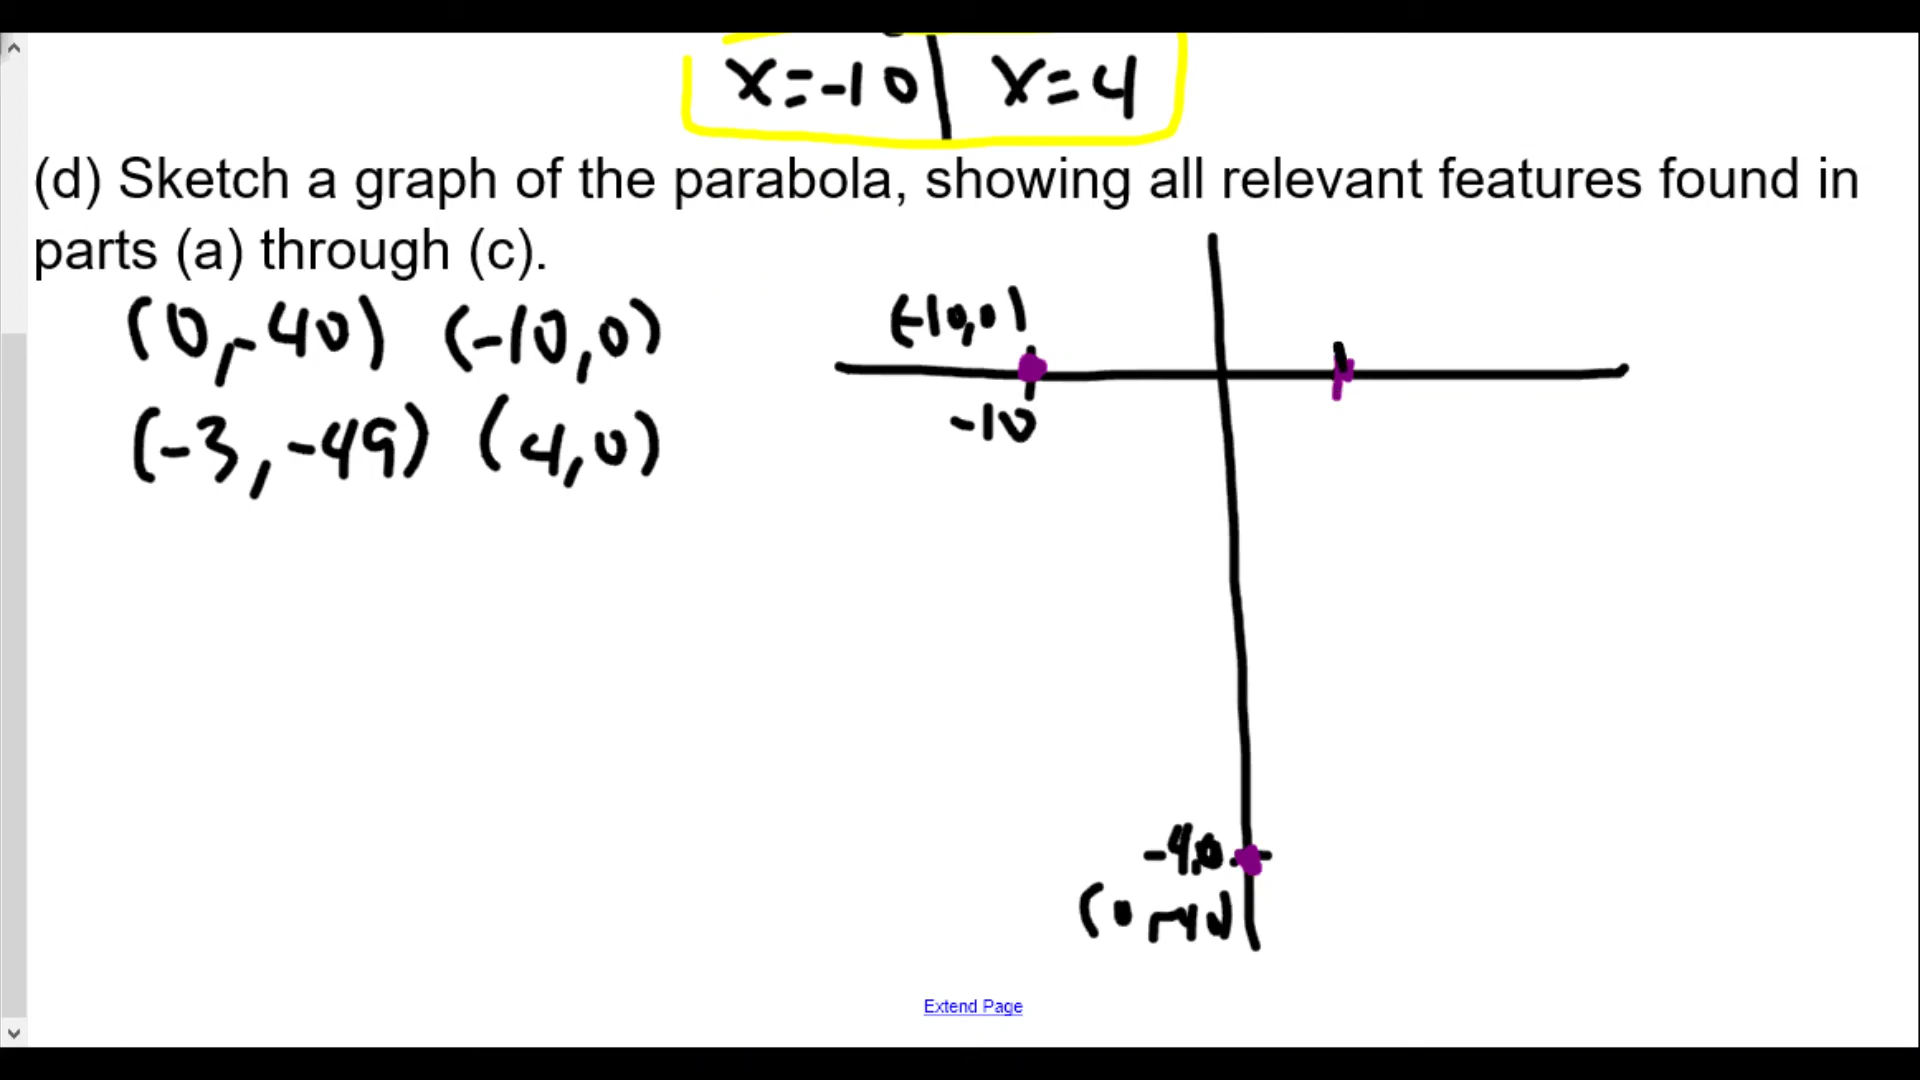 x=-10 | x=4
(d) Sketch a graph of the parabola, showing all relevant features found in
parts (a) through (c).
(0,-40) (-10,0)
(-3,-49) (4,0)
(-10,0)
-10
-40
(0,-40)
Extend Page